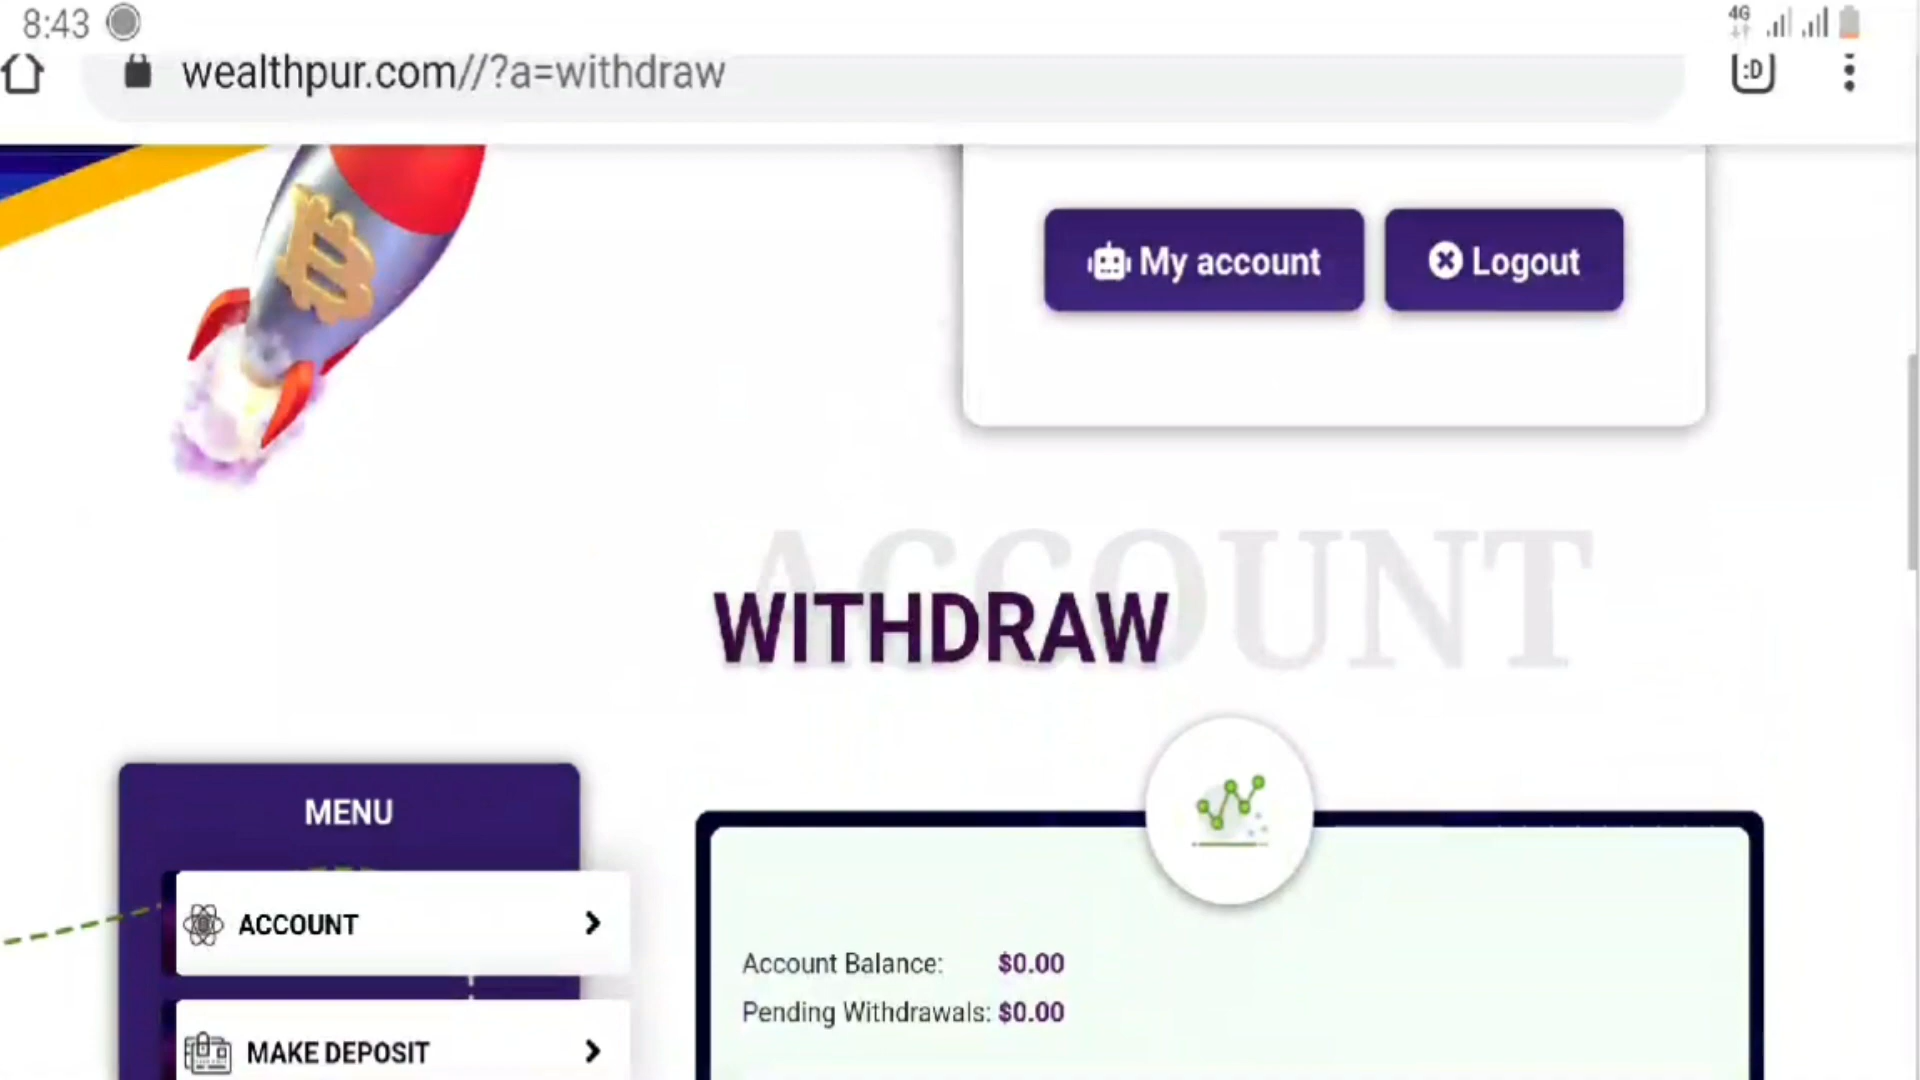 8:43
4G
wealthpur.com//?a=withdraw
:D
My account
Logout
ACCOUNT
WITHDRAW
MENU
ACCOUNT
MAKE DEPOSIT
Account Balance: $0.00
Pending Withdrawals: $0.00